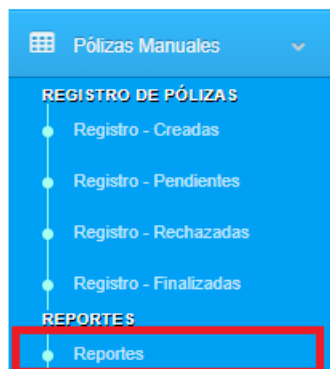 Pólizas Manuales
REGISTRO DE PÓLIZAS
Registro - Creadas
Registro - Pendientes
Registro - Rechazadas
Registro - Finalizadas
REPORTES
Reportes